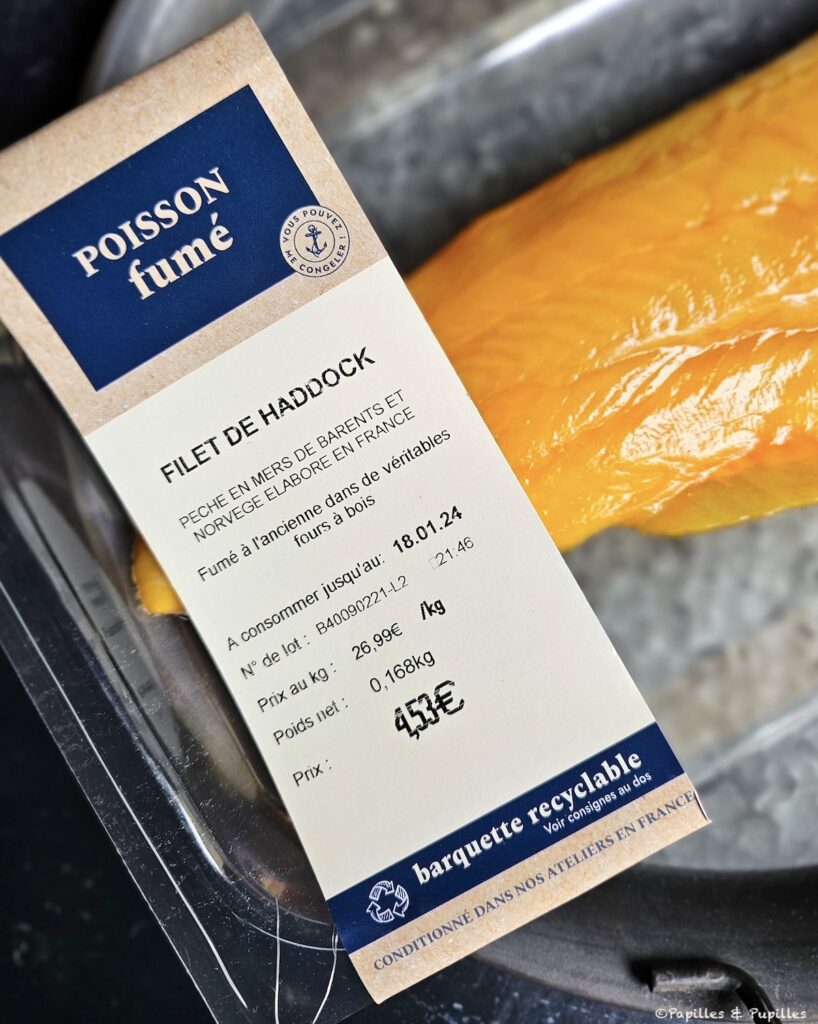 POISSON
fumé
VOUS POUVEZ
ME CONGELER !
FILET DE HADDOCK
PECHE EN MERS DE BARENTS ET
NORVEGE ELABORE EN FRANCE
Fumé à l'ancienne dans de véritables
fours à bois
A consommer jusqu'au: 18.01.24
N° de lot : B40090221-L2 □21:46
Prix au kg : 26,99€ /kg
Poids net : 0,168kg
Prix : 4,53€
barquette recyclable
Voir consignes au dos
CONDITIONNÉ DANS NOS ATELIERS EN FRANCE
©Papilles & Pupilles